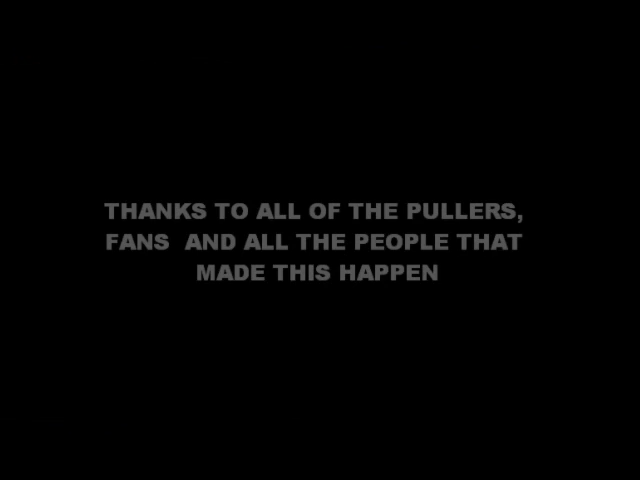 THANKS TO ALL OF THE PULLERS,
FANS  AND ALL THE PEOPLE THAT
MADE THIS HAPPEN